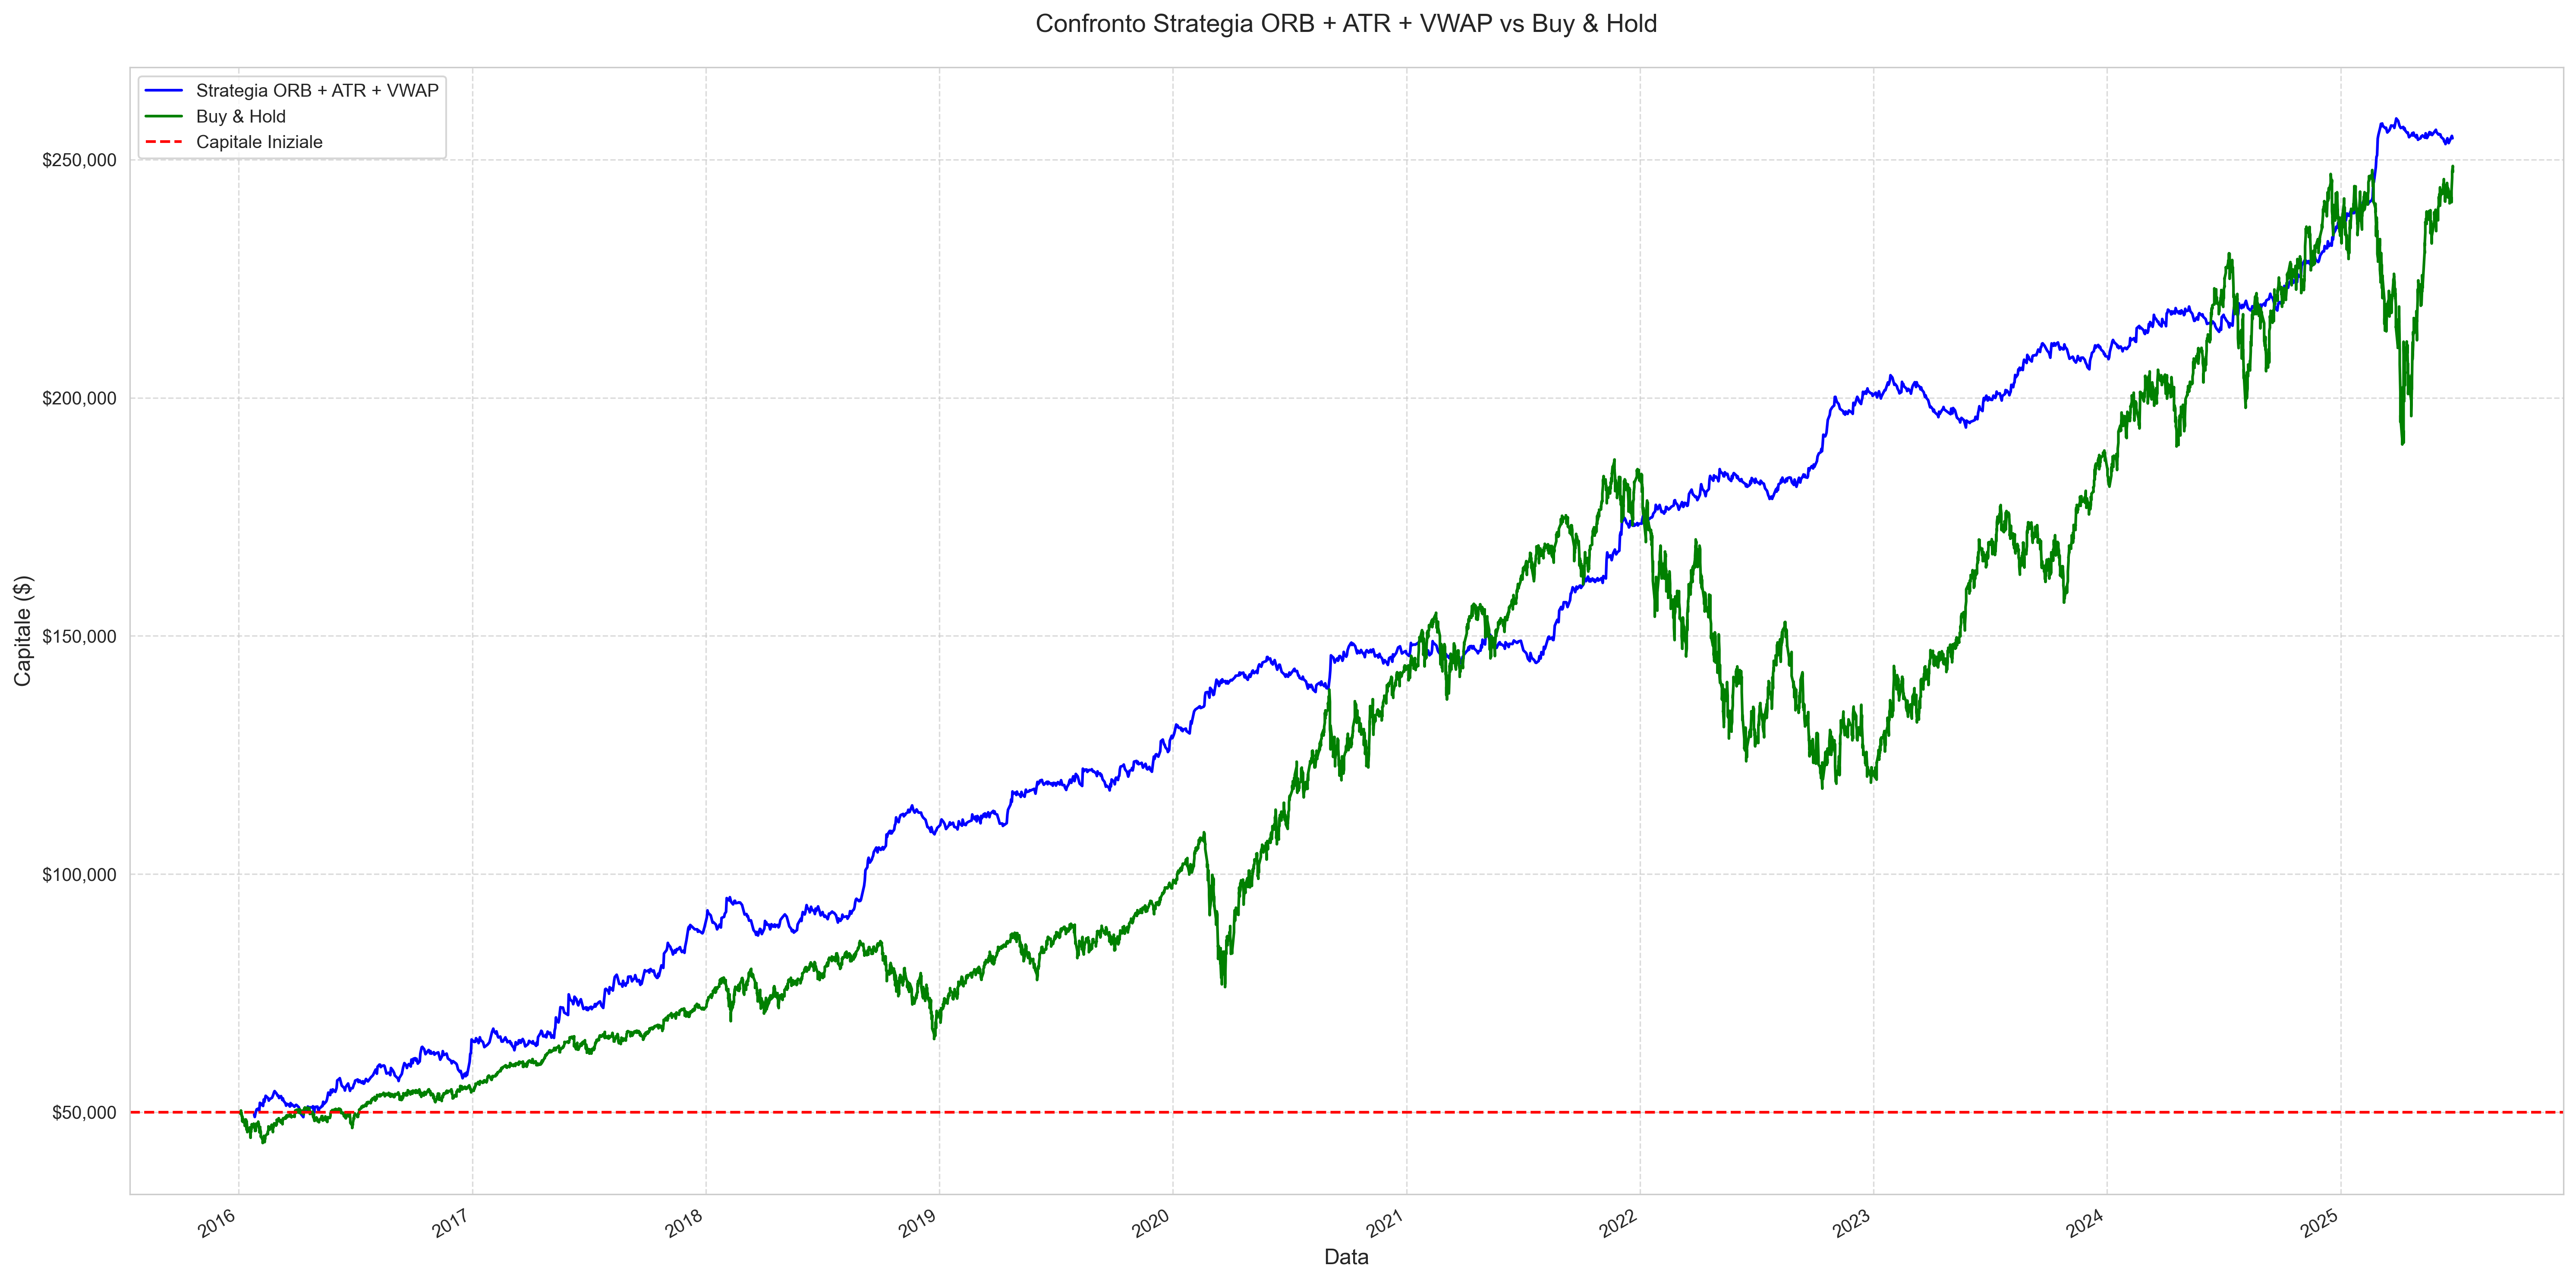 Confronto Strategia ORB + ATR + VWAP vs Buy & Hold
Strategia ORB + ATR + VWAP
Buy & Hold
Capitale Iniziale
$250,000
$200,000
$150,000
$100,000
$50,000
Capitale ($)
2016
2017
2018
2019
2020
2021
2022
2023
2024
2025
Data